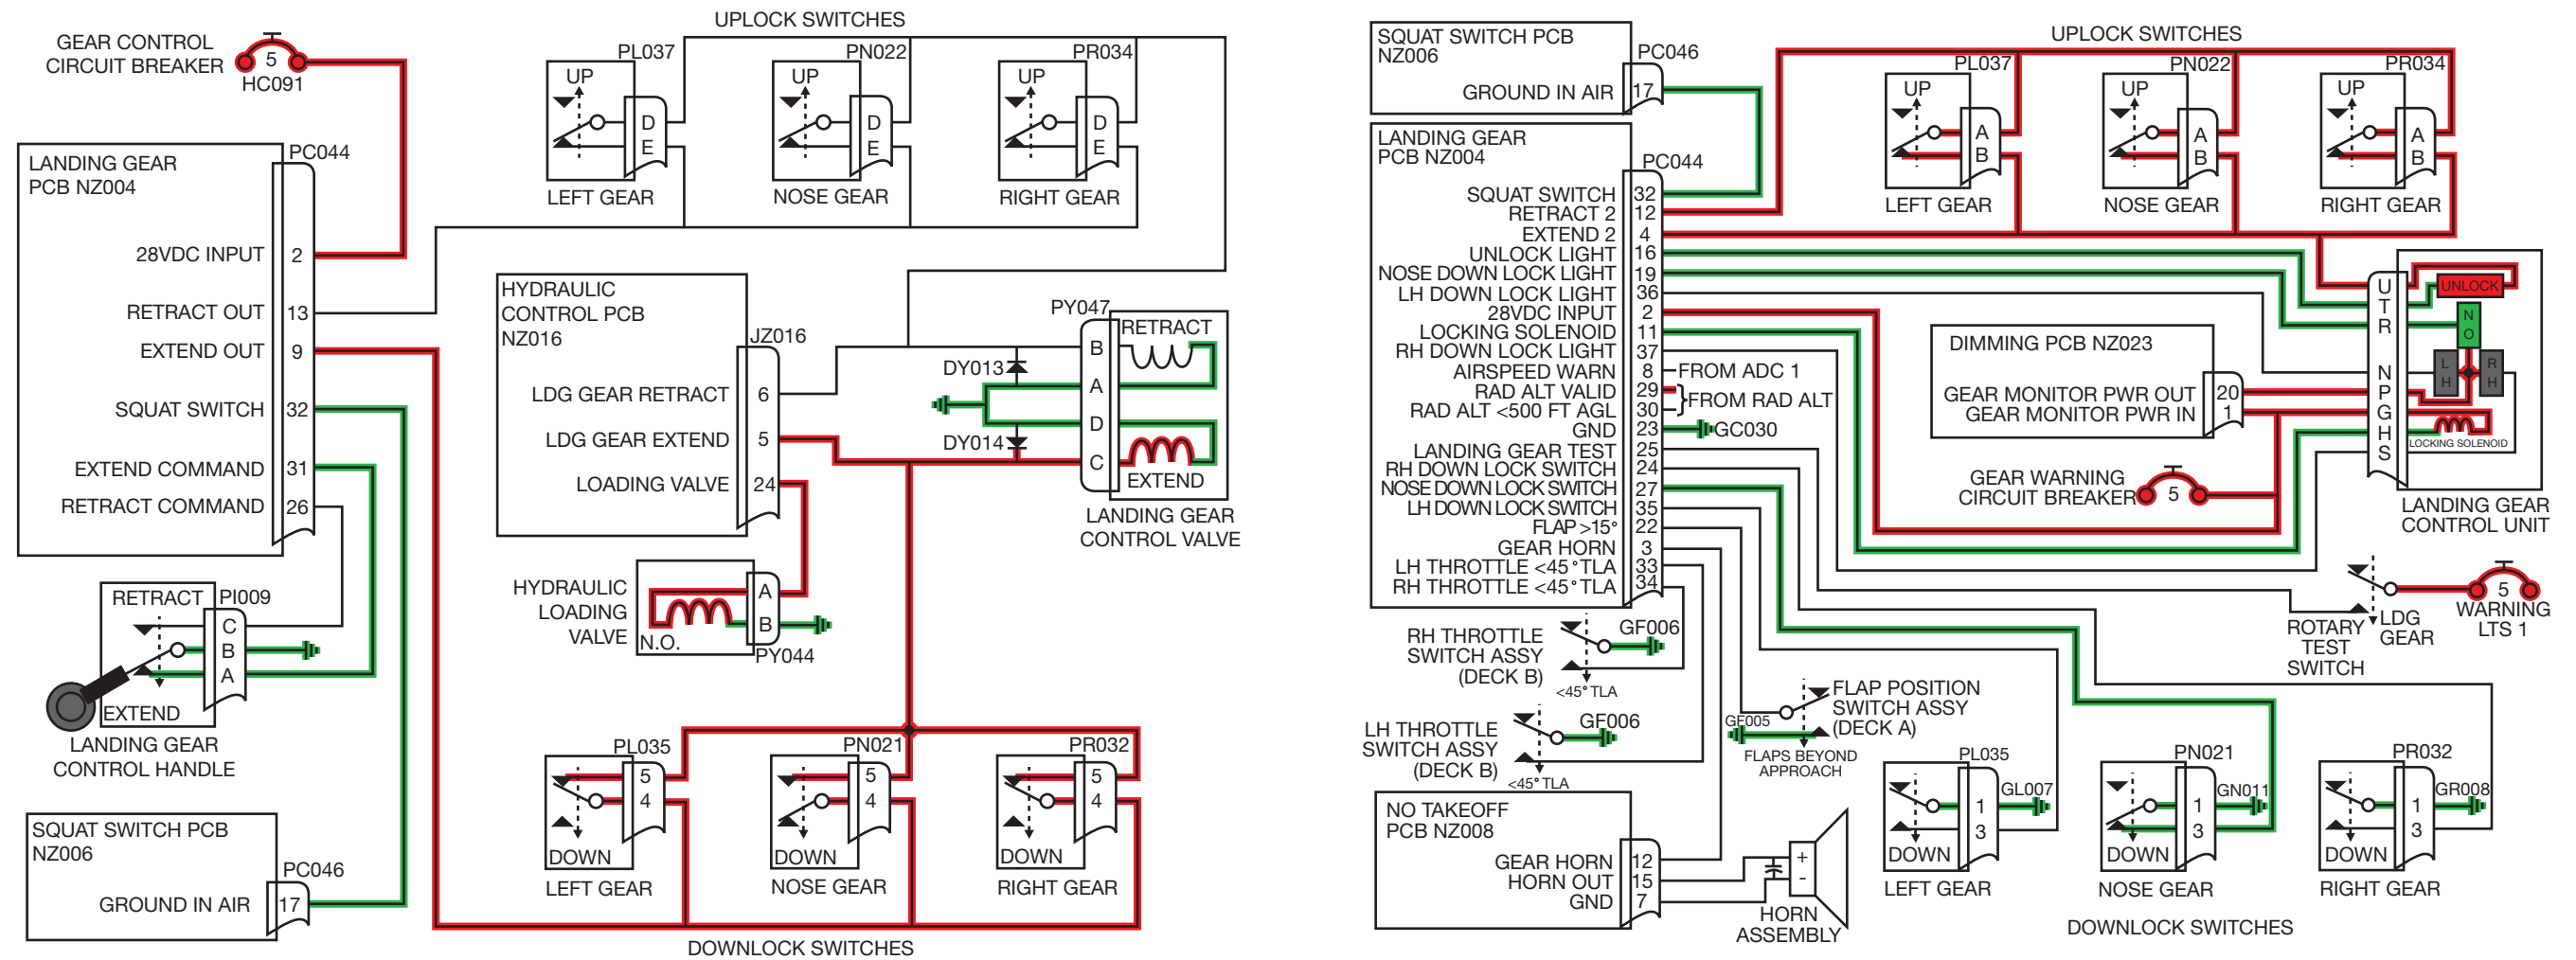 UPLOCK SWITCHES
GEAR CONTROL
CIRCUIT BREAKER
5
HC091
PL037
UP
D
E
LEFT GEAR
PN022
UP
D
E
NOSE GEAR
PR034
UP
D
E
RIGHT GEAR
LANDING GEAR
PCB NZ004
PC044
28VDC INPUT 2
RETRACT OUT 13
EXTEND OUT 9
SQUAT SWITCH 32
EXTEND COMMAND 31
RETRACT COMMAND 26
HYDRAULIC
CONTROL PCB
NZ016
JZ016
LDG GEAR RETRACT 6
LDG GEAR EXTEND 5
LOADING VALVE 24
DY013
DY014
PY047
B
A
D
C
RETRACT
EXTEND
LANDING GEAR
CONTROL VALVE
HYDRAULIC
LOADING
VALVE
N.O.
A
B
PY044
RETRACT
PI009
C
B
A
EXTEND
LANDING GEAR
CONTROL HANDLE
SQUAT SWITCH PCB
NZ006
PC046
GROUND IN AIR 17
PL035
5
4
DOWN
LEFT GEAR
PN021
5
4
DOWN
NOSE GEAR
PR032
5
4
DOWN
RIGHT GEAR
DOWNLOCK SWITCHES
SQUAT SWITCH PCB
NZ006
PC046
GROUND IN AIR 17
LANDING GEAR
PCB NZ004
PC044
SQUAT SWITCH 32
RETRACT 2 12
EXTEND 2 4
UNLOCK LIGHT 16
NOSE DOWN LOCK LIGHT 19
LH DOWN LOCK LIGHT 36
28VDC INPUT 2
LOCKING SOLENOID 11
RH DOWN LOCK LIGHT 37
AIRSPEED WARN 8 FROM ADC 1
RAD ALT VALID 29
RAD ALT <500 FT AGL 30
FROM RAD ALT
GND 23 GC030
LANDING GEAR TEST 25
RH DOWN LOCK SWITCH 24
NOSE DOWN LOCK SWITCH 27
LH DOWN LOCK SWITCH 35
FLAP >15° 22
GEAR HORN 3
LH THROTTLE <45°TLA 33
RH THROTTLE <45°TLA 34
UPLOCK SWITCHES
PL037
UP
A
B
LEFT GEAR
PN022
UP
A
B
NOSE GEAR
PR034
UP
A
B
RIGHT GEAR
U
T
R
N
P
G
H
S
UNLOCK
N
O
L
H
R
H
LOCKING SOLENOID
LANDING GEAR
CONTROL UNIT
DIMMING PCB NZ023
GEAR MONITOR PWR OUT 20
GEAR MONITOR PWR IN 1
GEAR WARNING
CIRCUIT BREAKER
5
LDG
GEAR
ROTARY
TEST
SWITCH
5
WARNING
LTS 1
RH THROTTLE
SWITCH ASSY
(DECK B)
GF006
<45°TLA
LH THROTTLE
SWITCH ASSY
(DECK B)
GF006
<45°TLA
FLAP POSITION
SWITCH ASSY
(DECK A)
GF005
FLAPS BEYOND
APPROACH
NO TAKEOFF
PCB NZ008
GEAR HORN 12
HORN OUT 15
GND 7
+
-
HORN
ASSEMBLY
PL035
1
3
GL007
DOWN
LEFT GEAR
PN021
1
3
GN011
DOWN
NOSE GEAR
PR032
1
3
GR008
DOWN
RIGHT GEAR
DOWNLOCK SWITCHES